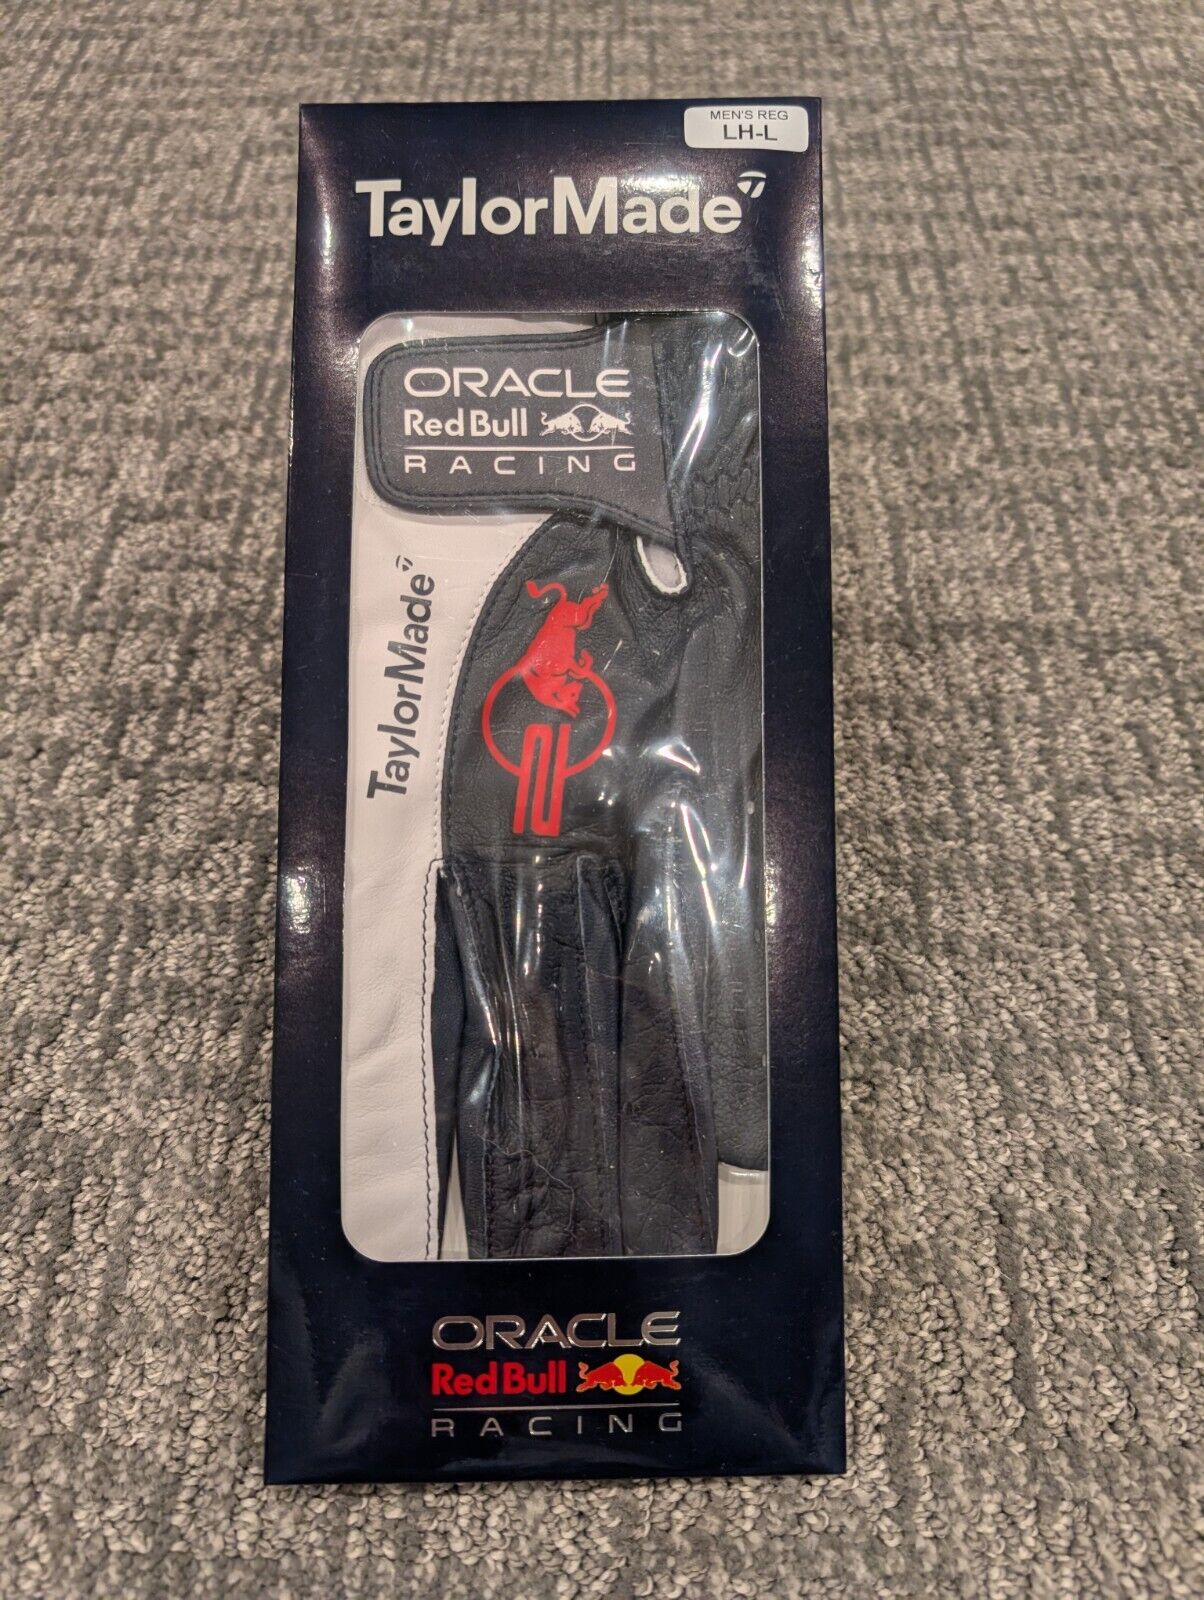 MEN'S REG
LH-L
TaylorMade
ORACLE
Red Bull
RACING
TaylorMade
ORACLE
Red Bull
RACING